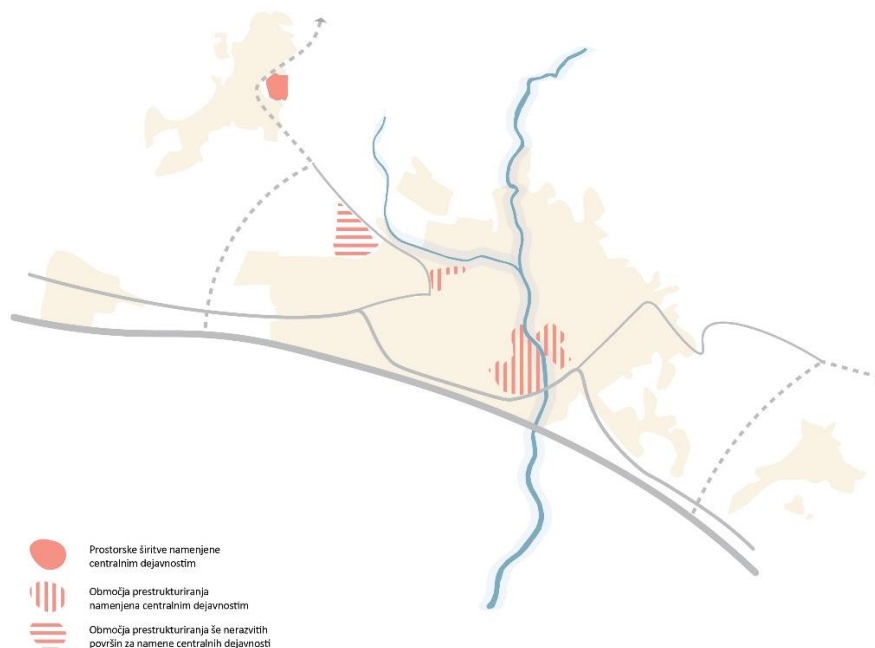 Prostorske širitve namenjene
centralnim dejavnostim
Območja prestrukturiranja
namenjena centralnim dejavnostim
Območja prestrukturiranja še nerazvitih
površin za namene centralnih dejavnosti